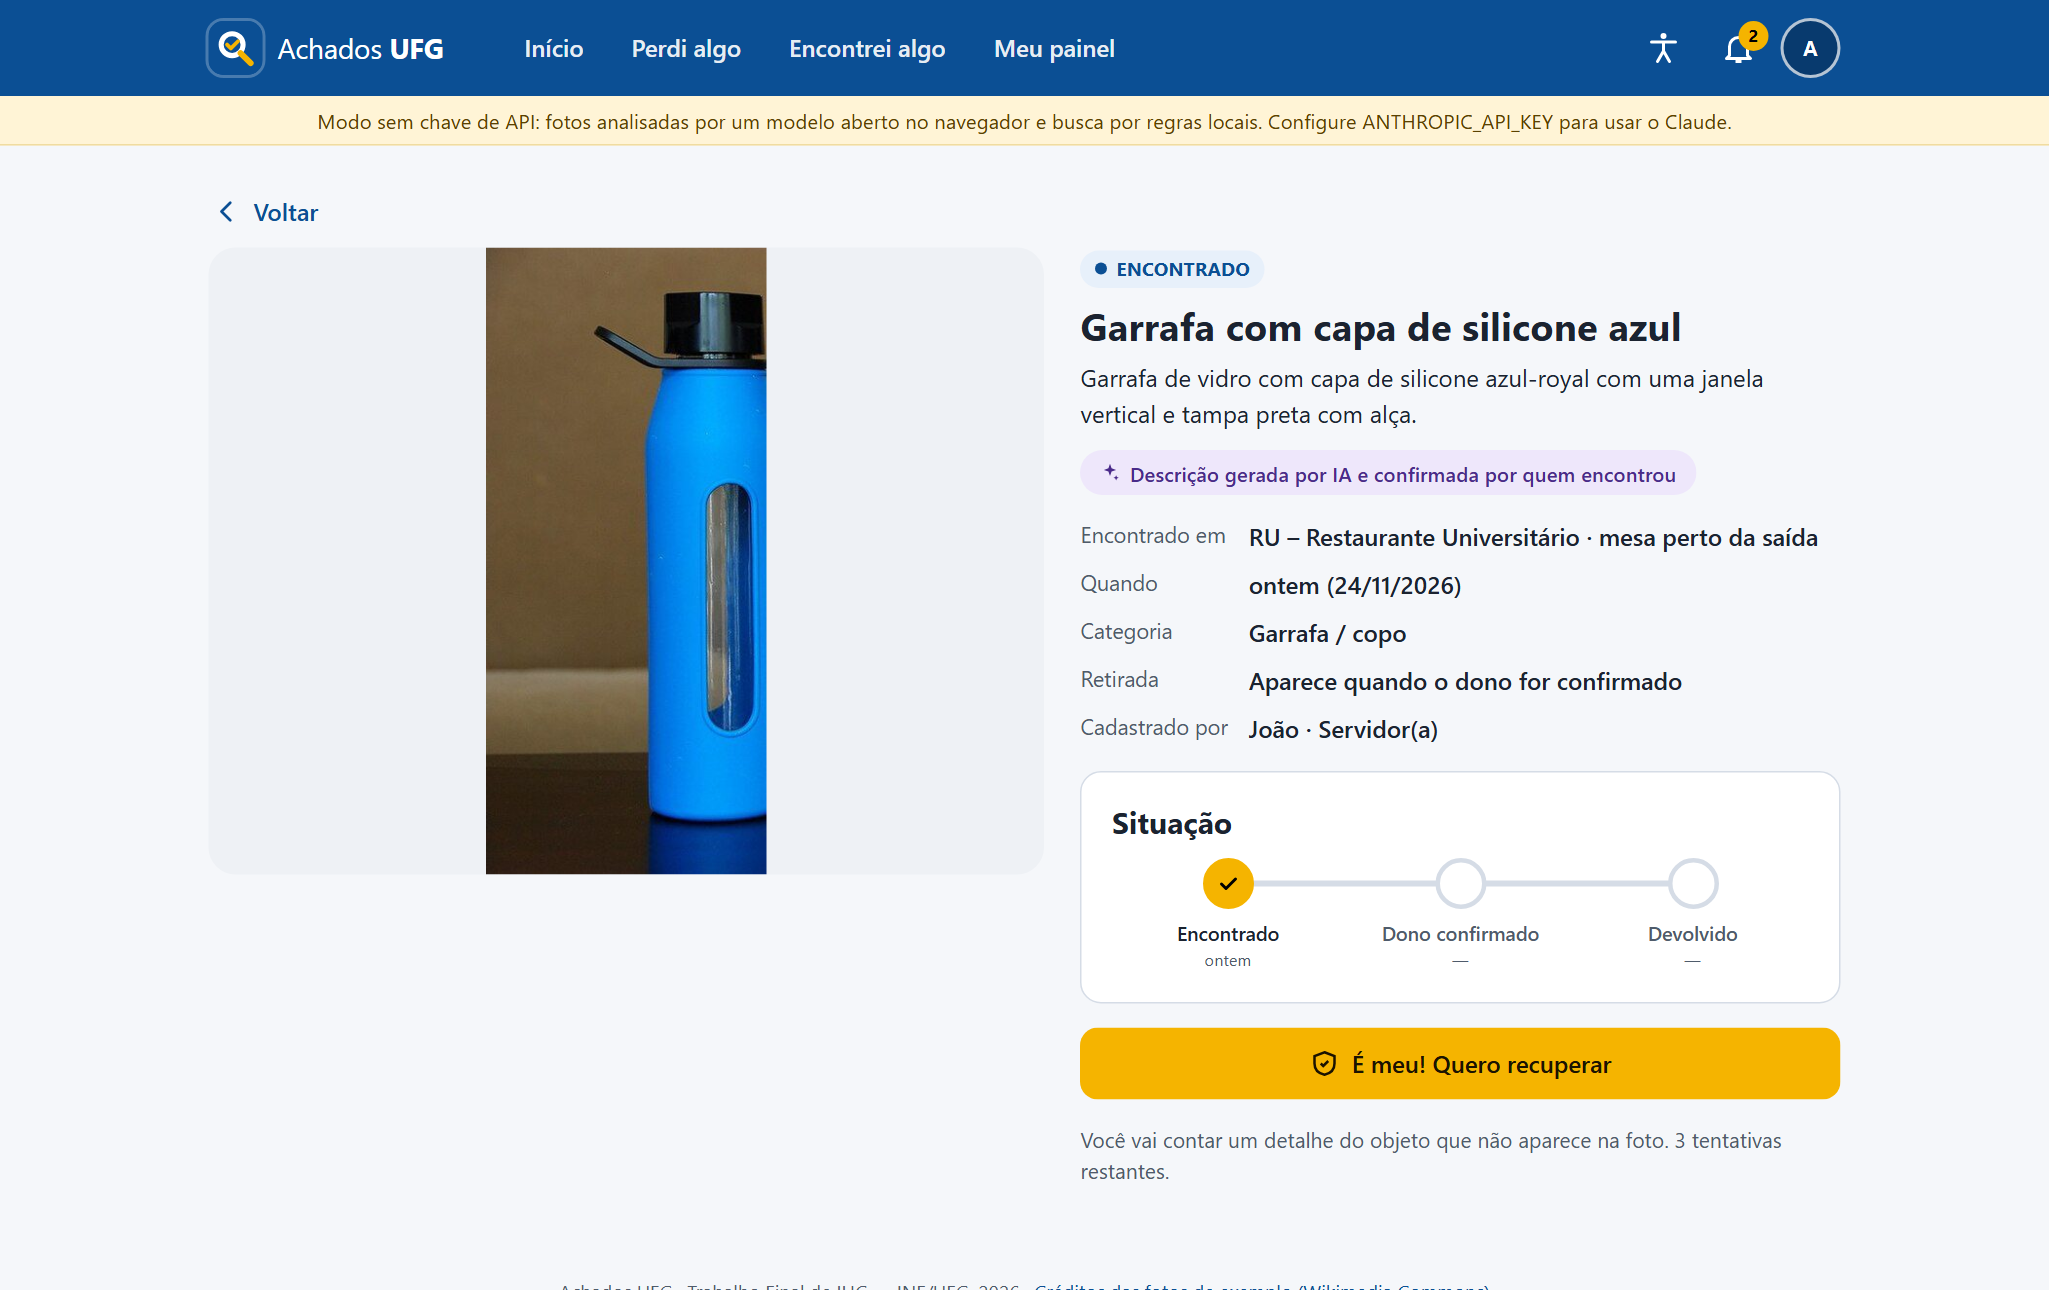 Achados UFG
Início
Perdi algo
Encontrei algo
Meu painel
2
A
Modo sem chave de API: fotos analisadas por um modelo aberto no navegador e busca por regras locais. Configure ANTHROPIC_API_KEY para usar o Claude.
Voltar
ENCONTRADO
Garrafa com capa de silicone azul
Garrafa de vidro com capa de silicone azul-royal com uma janela
vertical e tampa preta com alça.
Descrição gerada por IA e confirmada por quem encontrou
Encontrado em RU – Restaurante Universitário · mesa perto da saída
Quando ontem (24/11/2026)
Categoria Garrafa / copo
Retirada Aparece quando o dono for confirmado
Cadastrado por João · Servidor(a)
Situação
Encontrado
ontem
Dono confirmado
—
Devolvido
—
É meu! Quero recuperar
Você vai contar um detalhe do objeto que não aparece na foto. 3 tentativas
restantes.